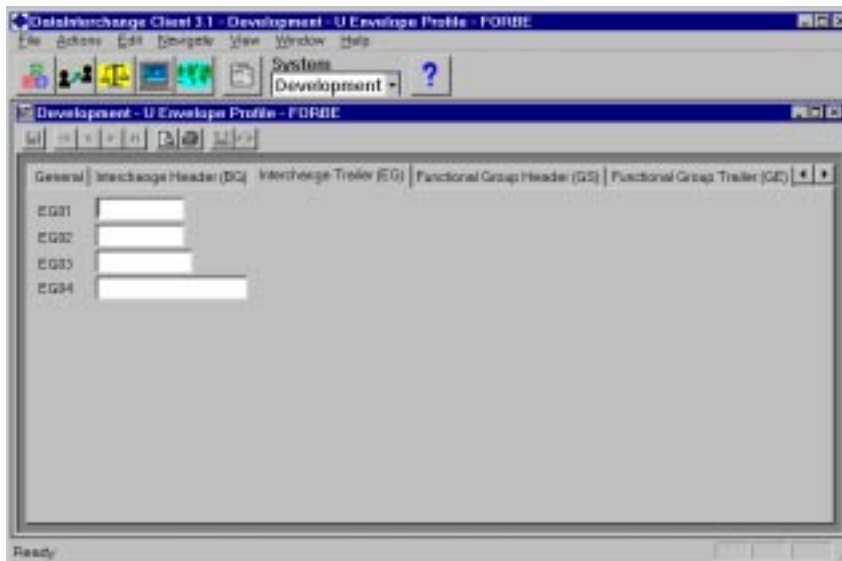 DataInterchange Client 3.1 - Development - U Envelope Profile - FORBE
File Actions Edit Navigate View Window Help
System
Development
?
Development - U Envelope Profile - FORBE
General
Interchange Header (BG)
Interchange Trailer (EG)
Functional Group Header (GS)
Functional Group Trailer (GE)
EG01
EG02
EG03
EG04
Ready